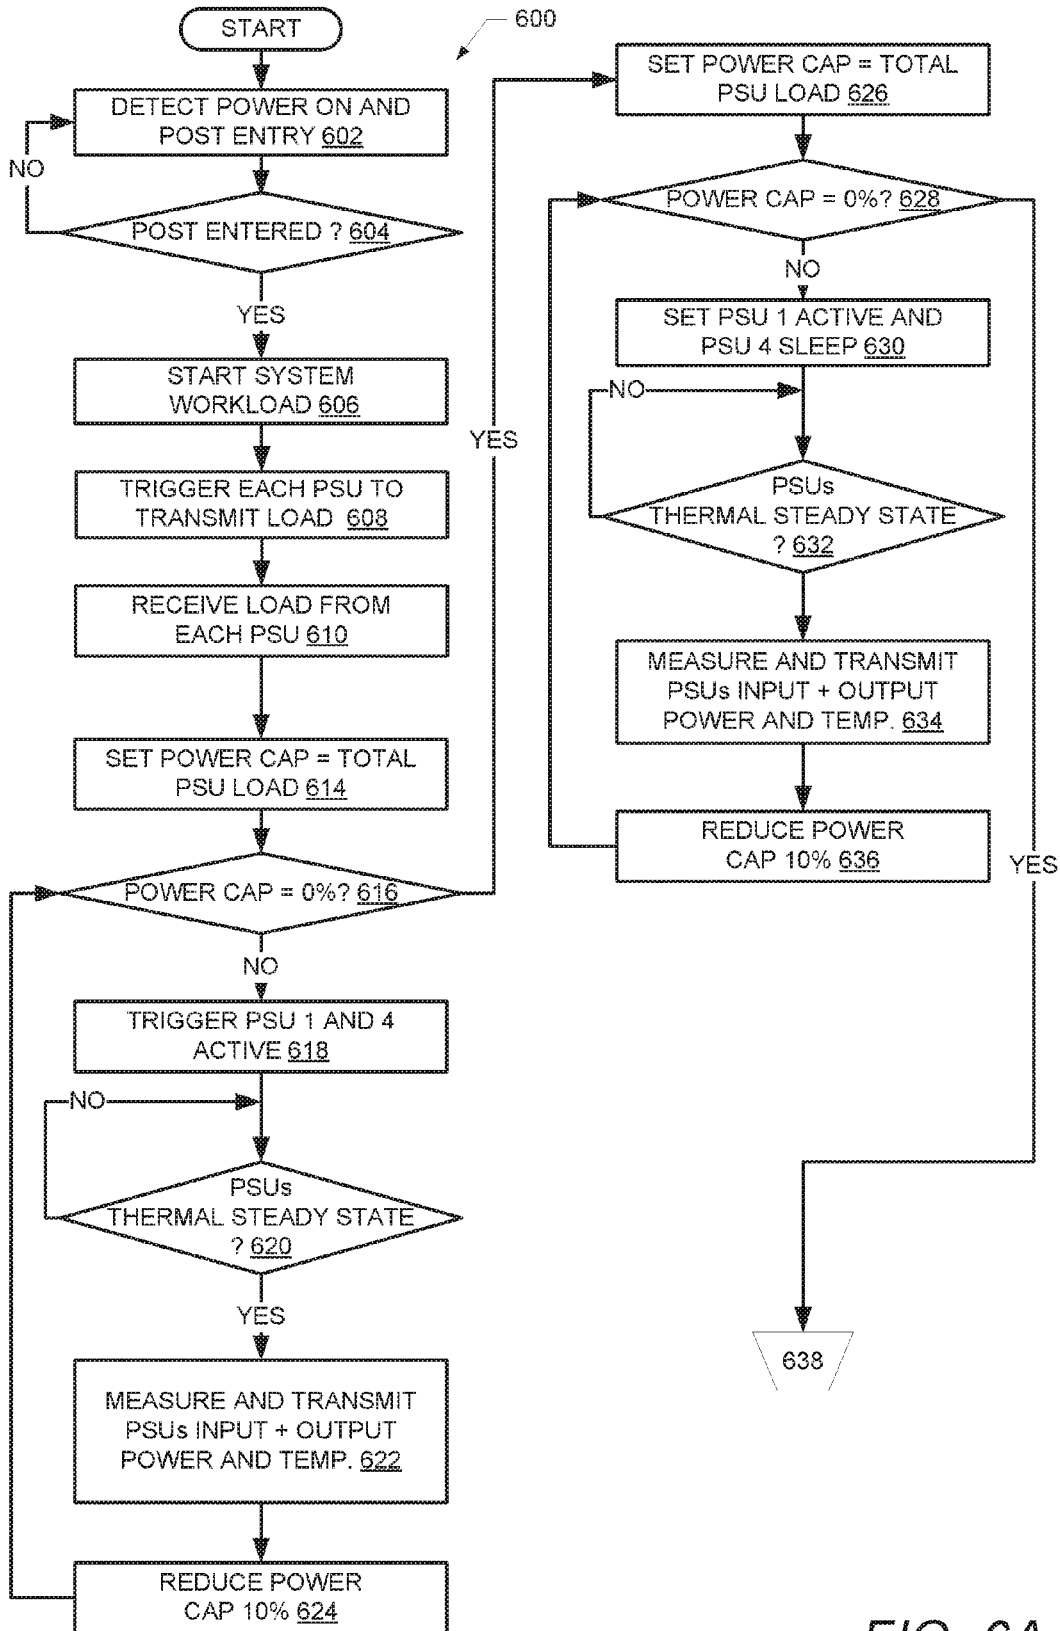 START
600
DETECT POWER ON AND
POST ENTRY 602
NO
POST ENTERED ? 604
YES
START SYSTEM
WORKLOAD 606
TRIGGER EACH PSU TO
TRANSMIT LOAD 608
RECEIVE LOAD FROM
EACH PSU 610
SET POWER CAP = TOTAL
PSU LOAD 614
POWER CAP = 0%? 616
YES
NO
TRIGGER PSU 1 AND 4
ACTIVE 618
NO
PSUs
THERMAL STEADY STATE
? 620
YES
MEASURE AND TRANSMIT
PSUs INPUT + OUTPUT
POWER AND TEMP. 622
REDUCE POWER
CAP 10% 624
SET POWER CAP = TOTAL
PSU LOAD 626
POWER CAP = 0%? 628
NO
SET PSU 1 ACTIVE AND
PSU 4 SLEEP 630
NO
PSUs
THERMAL STEADY STATE
? 632
MEASURE AND TRANSMIT
PSUs INPUT + OUTPUT
POWER AND TEMP. 634
REDUCE POWER
CAP 10% 636
YES
638
FIG. 6A